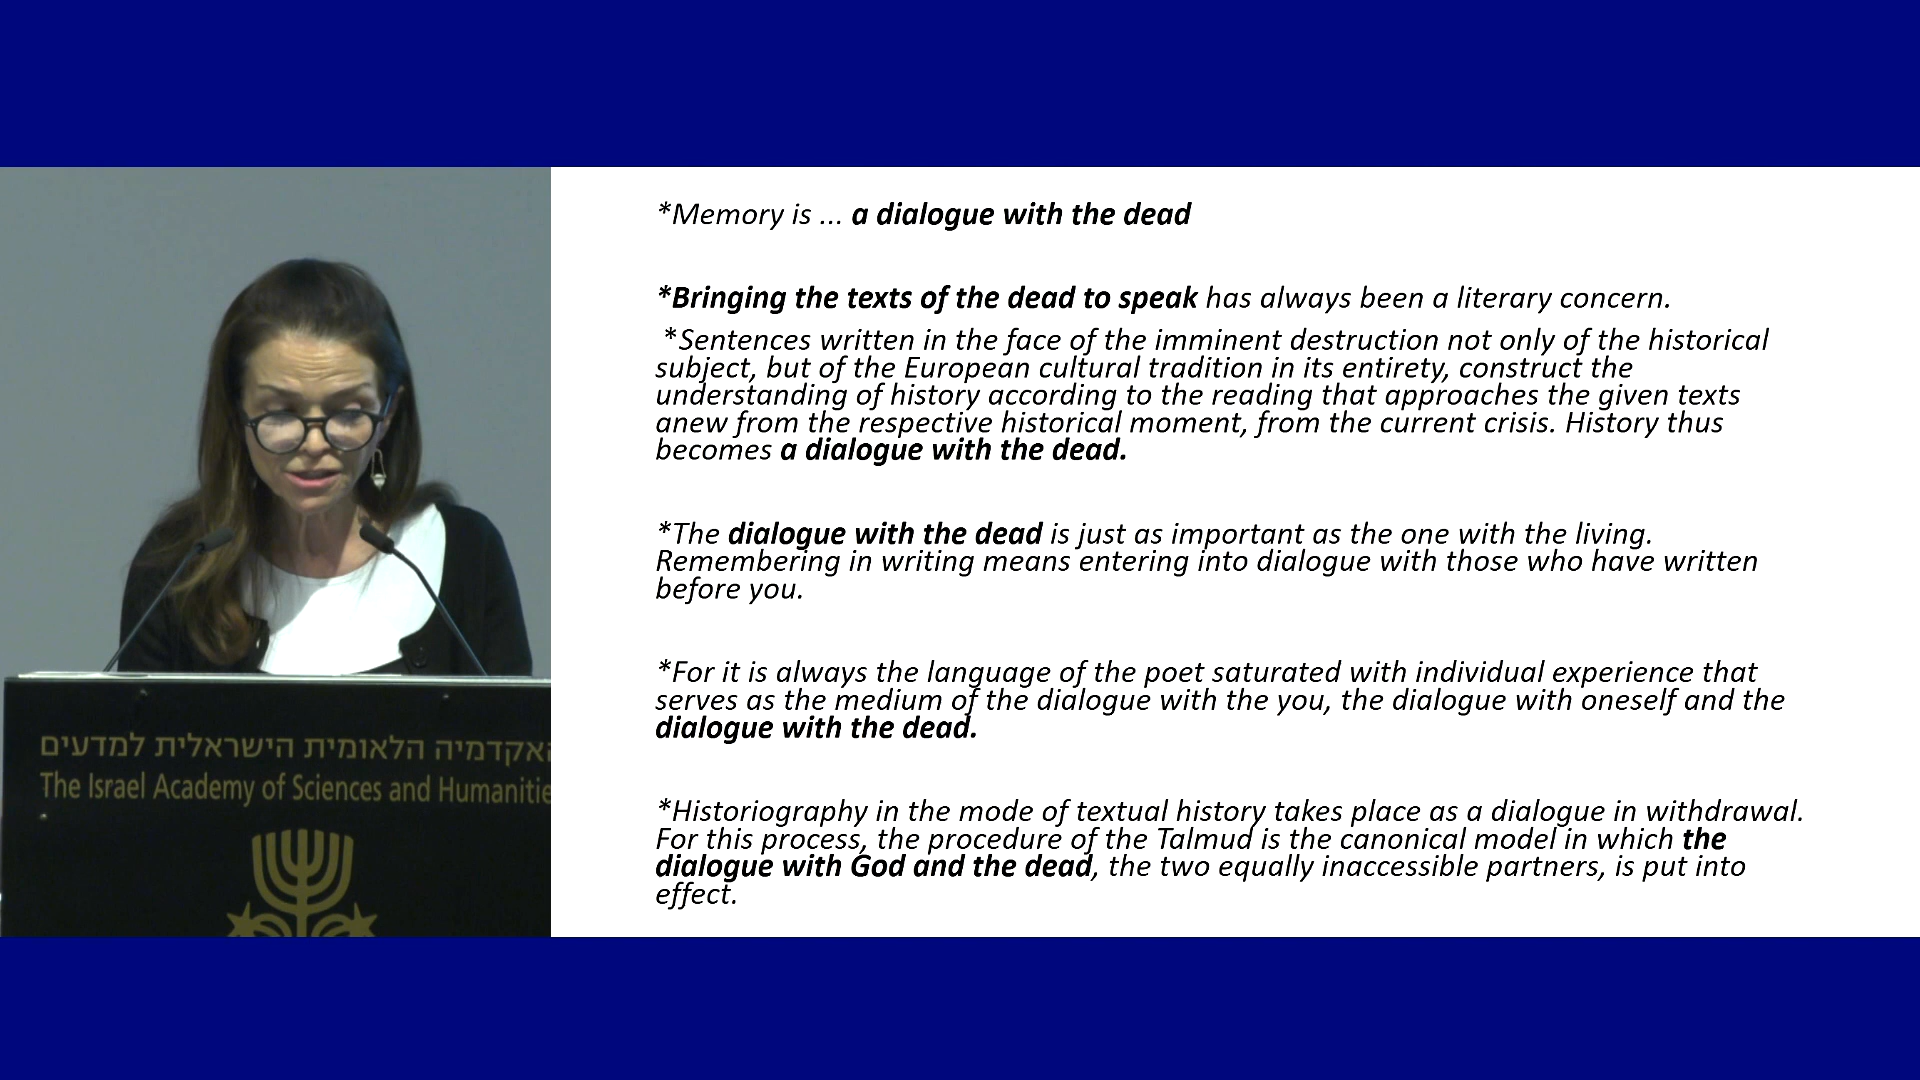 *Memory is ... a dialogue with the dead
*Bringing the texts of the dead to speak has always been a literary concern.
*Sentences written in the face of the imminent destruction not only of the historical
subject, but of the European cultural tradition in its entirety, construct the
understanding of history according to the reading that approaches the given texts
anew from the respective historical moment, from the current crisis. History thus
becomes a dialogue with the dead.
*The dialogue with the dead is just as important as the one with the living.
Remembering in writing means entering into dialogue with those who have written
before you.
*For it is always the language of the poet saturated with individual experience that
serves as the medium of the dialogue with the you, the dialogue with oneself and the
dialogue with the dead.
*Historiography in the mode of textual history takes place as a dialogue in withdrawal.
For this process, the procedure of the Talmud is the canonical model in which the
dialogue with God and the dead, the two equally inaccessible partners, is put into
effect.
האקדמיה הלאומית הישראלית למדעים
The Israel Academy of Sciences and Humanitie